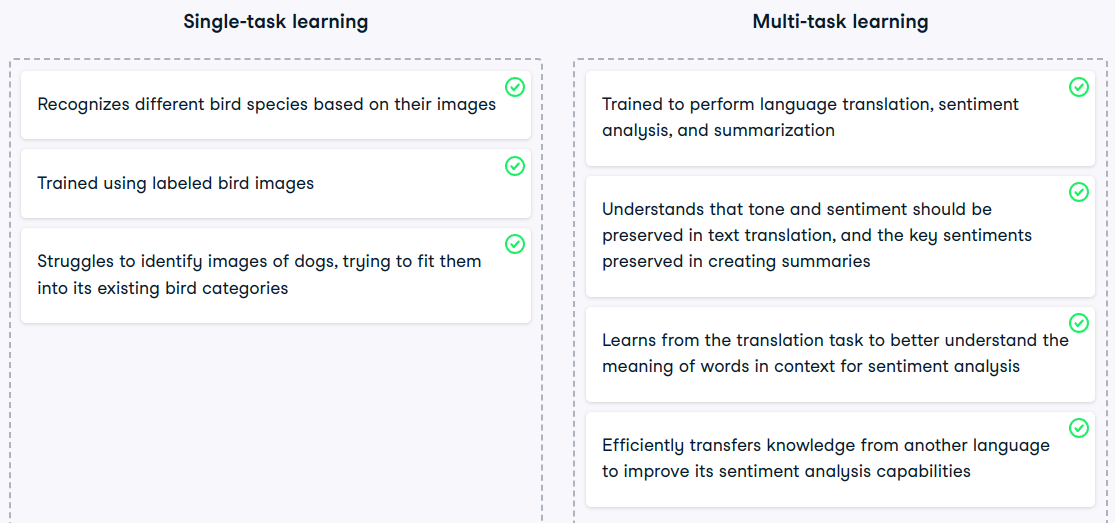 Single-task learning
Recognizes different bird species based on their images
Trained using labeled bird images
Struggles to identify images of dogs, trying to fit them
into its existing bird categories
Multi-task learning
Trained to perform language translation, sentiment
analysis, and summarization
Understands that tone and sentiment should be
preserved in text translation, and the key sentiments
preserved in creating summaries
Learns from the translation task to better understand the
meaning of words in context for sentiment analysis
Efficiently transfers knowledge from another language
to improve its sentiment analysis capabilities